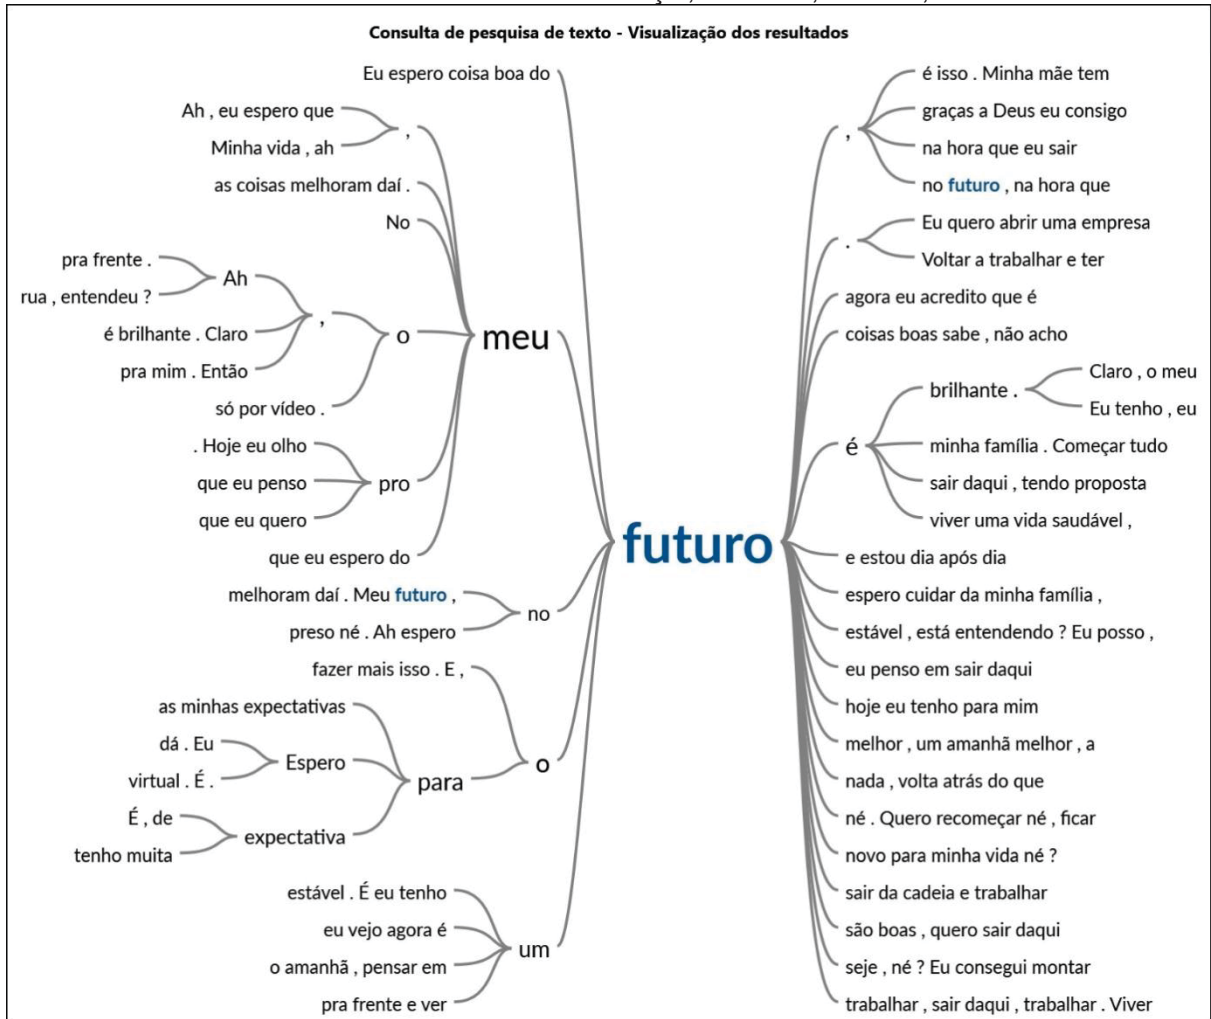 Consulta de pesquisa de texto - Visualização dos resultados
Eu espero coisa boa do
Ah , eu espero que
Minha vida , ah
,
as coisas melhoram daí .
No
pra frente .
rua , entendeu ?
Ah
é brilhante . Claro
pra mim . Então
,
só por vídeo .
o
. Hoje eu olho
que eu penso
que eu quero
pro
que eu espero do
meu
melhoram daí . Meu futuro ,
preso né . Ah espero
no
fazer mais isso . E ,
as minhas expectativas
dá . Eu
virtual . É .
Espero
É , de
tenho muita
expectativa
para
o
estável . É eu tenho
eu vejo agora é
o amanhã , pensar em
pra frente e ver
um
futuro
,
é isso . Minha mãe tem
graças a Deus eu consigo
na hora que eu sair
no futuro , na hora que
.
Eu quero abrir uma empresa
Voltar a trabalhar e ter
agora eu acredito que é
coisas boas sabe , não acho
é
brilhante .
Claro , o meu
Eu tenho , eu
minha família . Começar tudo
sair daqui , tendo proposta
viver uma vida saudável ,
e estou dia após dia
espero cuidar da minha família ,
estável , está entendendo ? Eu posso ,
eu penso em sair daqui
hoje eu tenho para mim
melhor , um amanhã melhor , a
nada , volta atrás do que
né . Quero recomeçar né , ficar
novo para minha vida né ?
sair da cadeia e trabalhar
são boas , quero sair daqui
seje , né ? Eu consegui montar
trabalhar , sair daqui , trabalhar . Viver